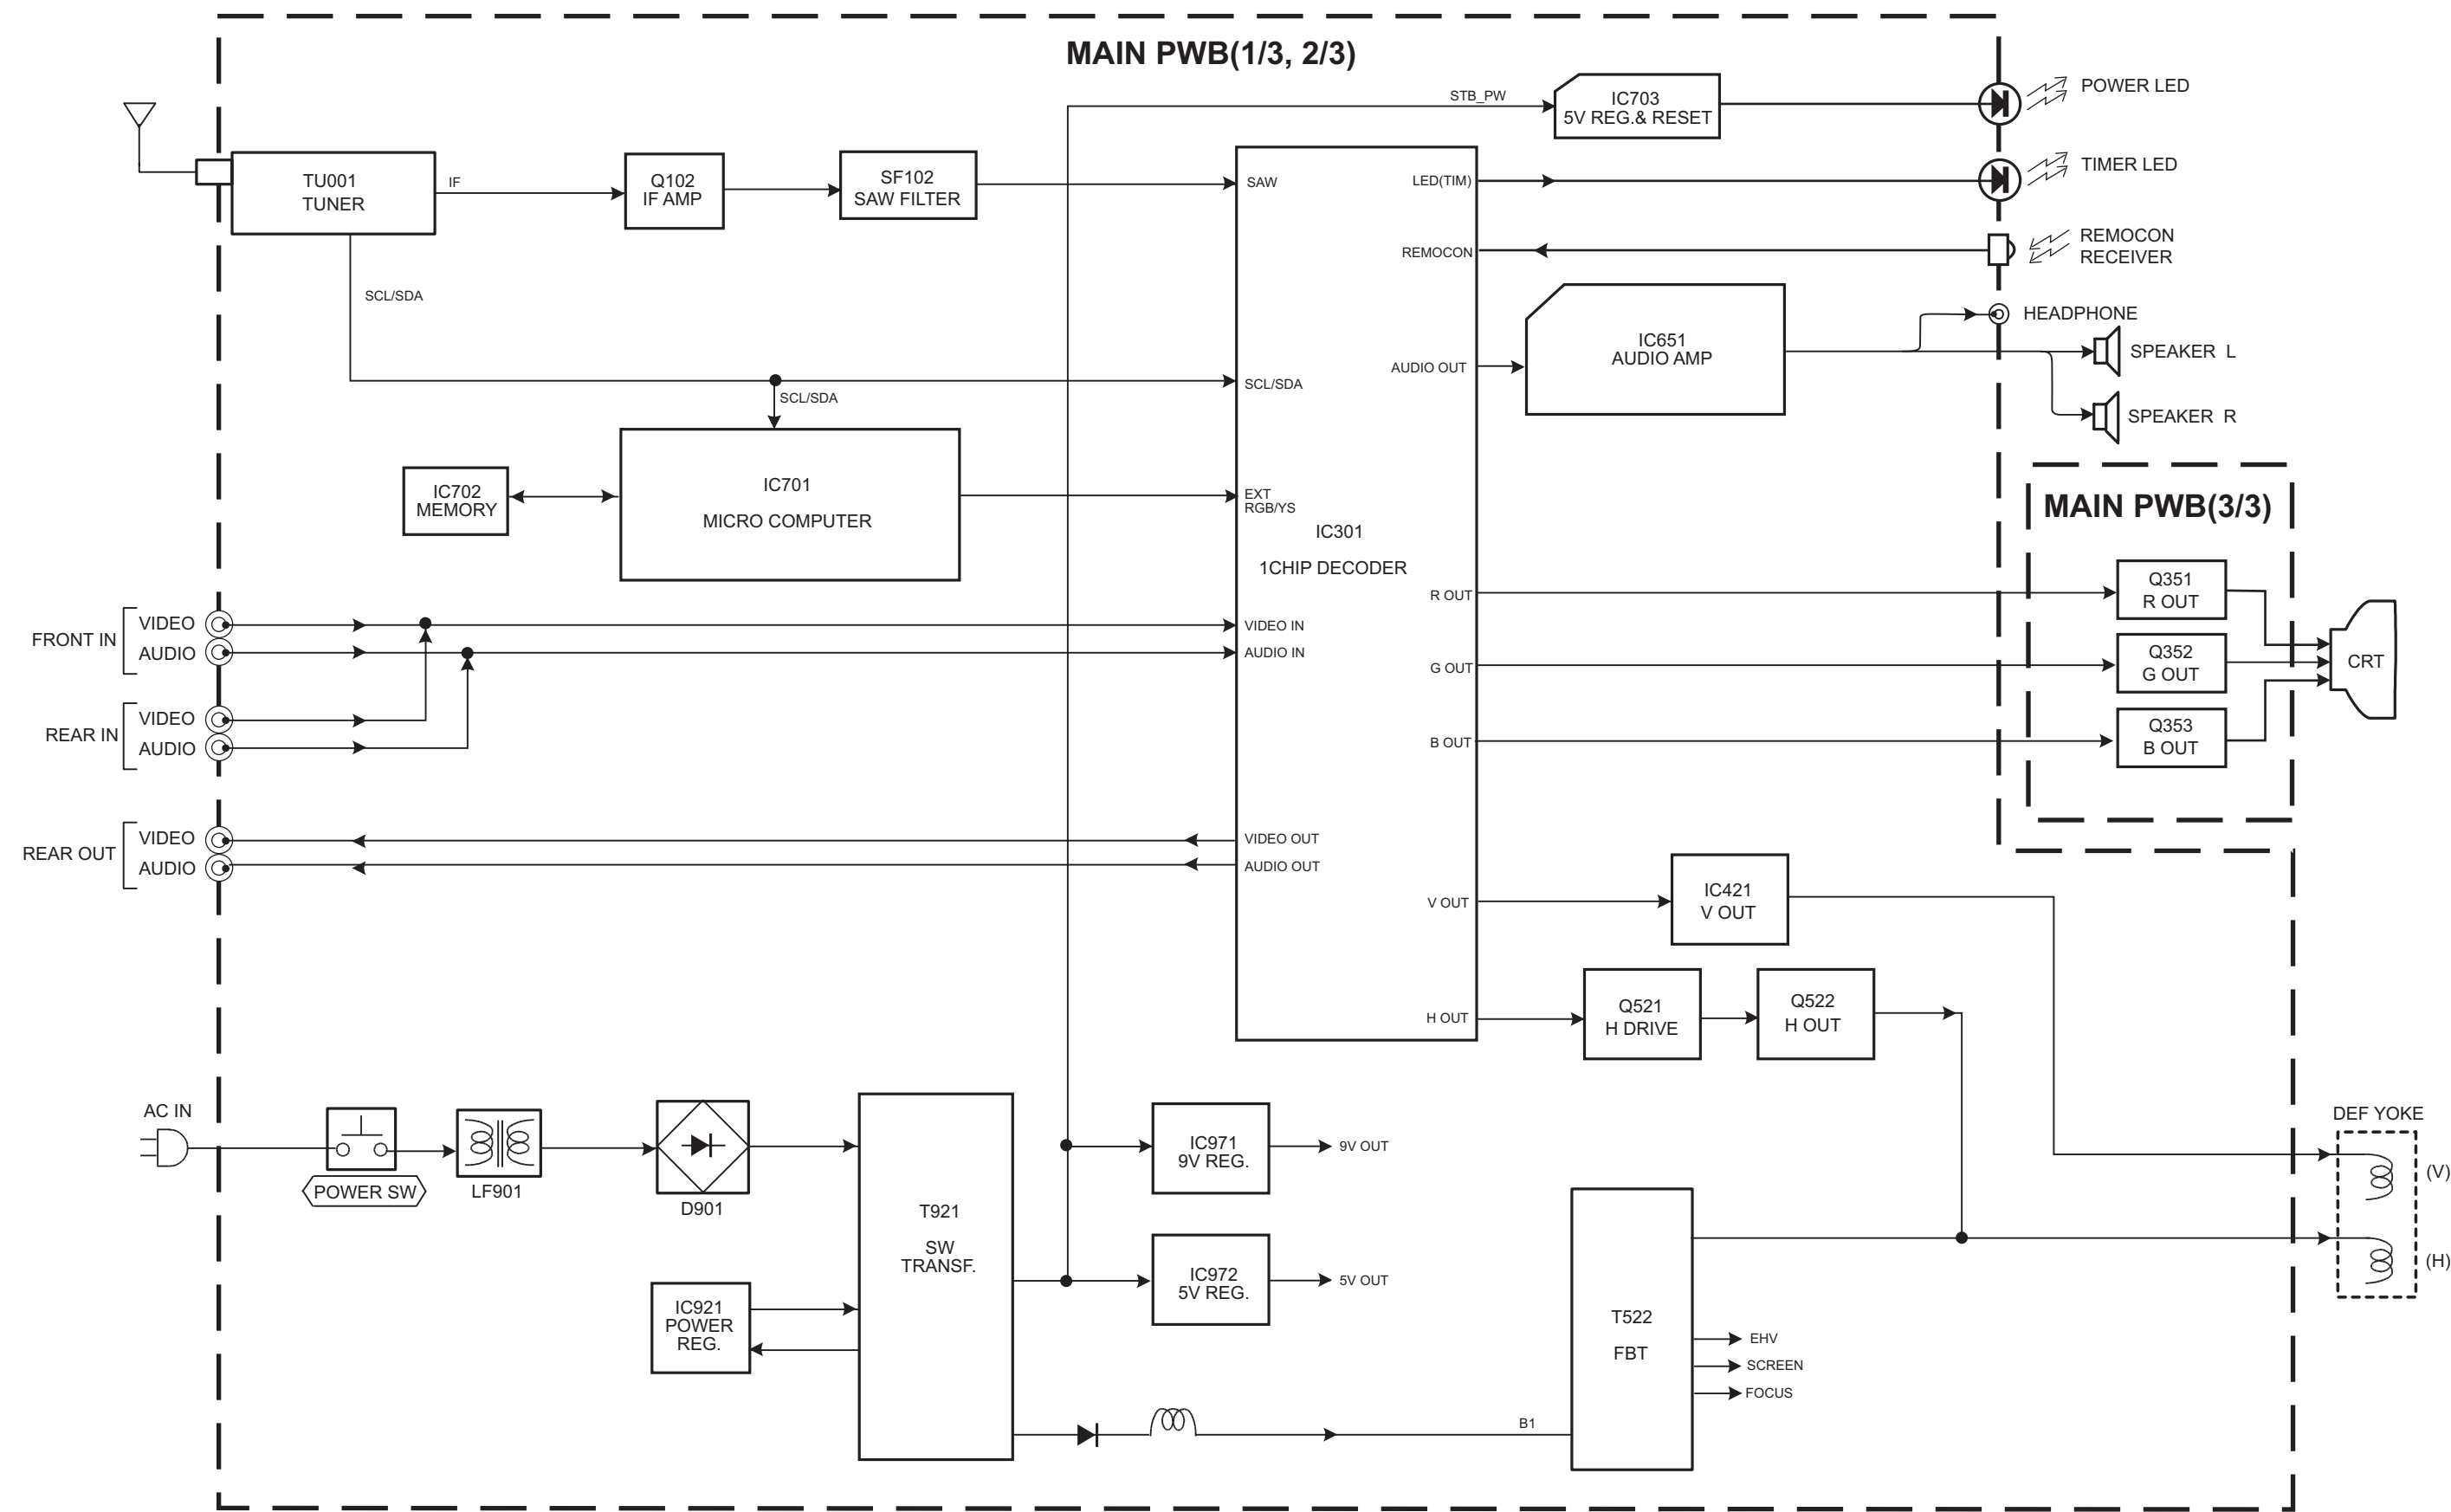 MAIN PWB(1/3, 2/3)
STB_PW
IC703
5V REG.& RESET
POWER LED
TU001
TUNER
IF
Q102
IF AMP
SF102
SAW FILTER
SAW
LED(TIM)
TIMER LED
REMOCON
REMOCON
RECEIVER
SCL/SDA
HEADPHONE
IC651
AUDIO AMP
AUDIO OUT
SPEAKER L
SPEAKER R
SCL/SDA
SCL/SDA
IC702
MEMORY
IC701
MICRO COMPUTER
EXT
RGB/YS
IC301
1CHIP DECODER
MAIN PWB(3/3)
R OUT
Q351
R OUT
FRONT IN
VIDEO
AUDIO
VIDEO IN
AUDIO IN
G OUT
Q352
G OUT
CRT
REAR IN
VIDEO
AUDIO
B OUT
Q353
B OUT
REAR OUT
VIDEO
AUDIO
VIDEO OUT
AUDIO OUT
V OUT
IC421
V OUT
H OUT
Q521
H DRIVE
Q522
H OUT
AC IN
POWER SW
LF901
D901
T921
SW
TRANSF.
IC971
9V REG.
9V OUT
IC972
5V REG.
5V OUT
IC921
POWER
REG.
DEF YOKE
(V)
(H)
T522
FBT
EHV
SCREEN
FOCUS
B1